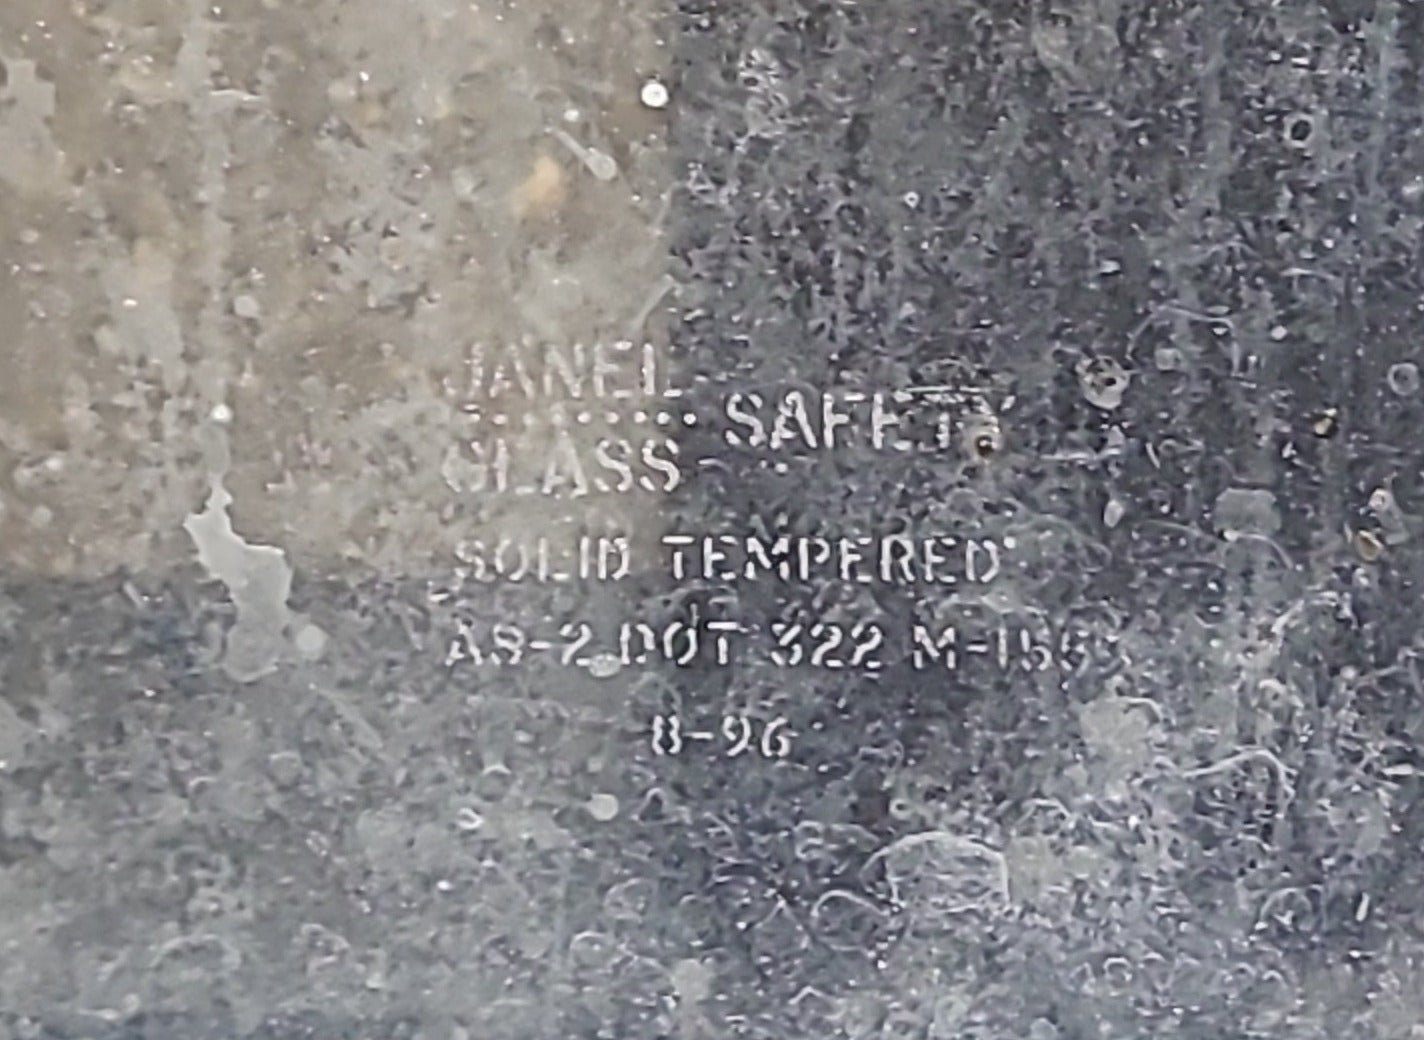 JANEL
GLASS
SAFETY
SOLID TEMPERED
AS-2 DOT 322 M-155
8-96